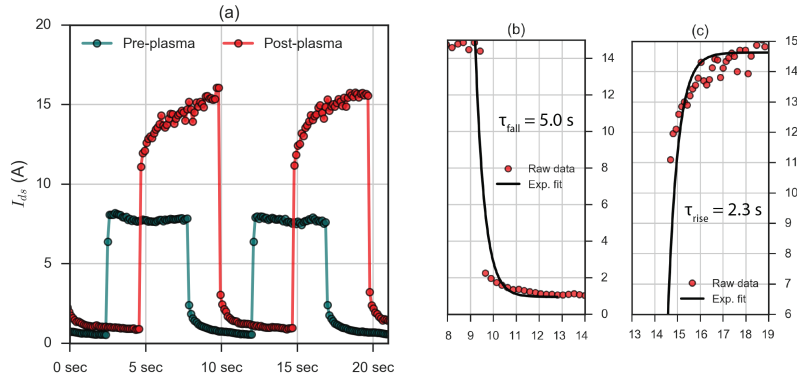 (a)
Pre-plasma Post-plasma
20
15
10
5
0
I_ds (A)
0 sec 5 sec 10 sec 15 sec 20 sec
(b)
τ_fall = 5.0 s
Raw data
Exp. fit
14
12
10
8
6
4
2
0
8 9 10 11 12 13 14
(c)
τ_rise = 2.3 s
Raw data
Exp. fit
15
14
13
12
11
10
9
8
7
6
13 14 15 16 17 18 19